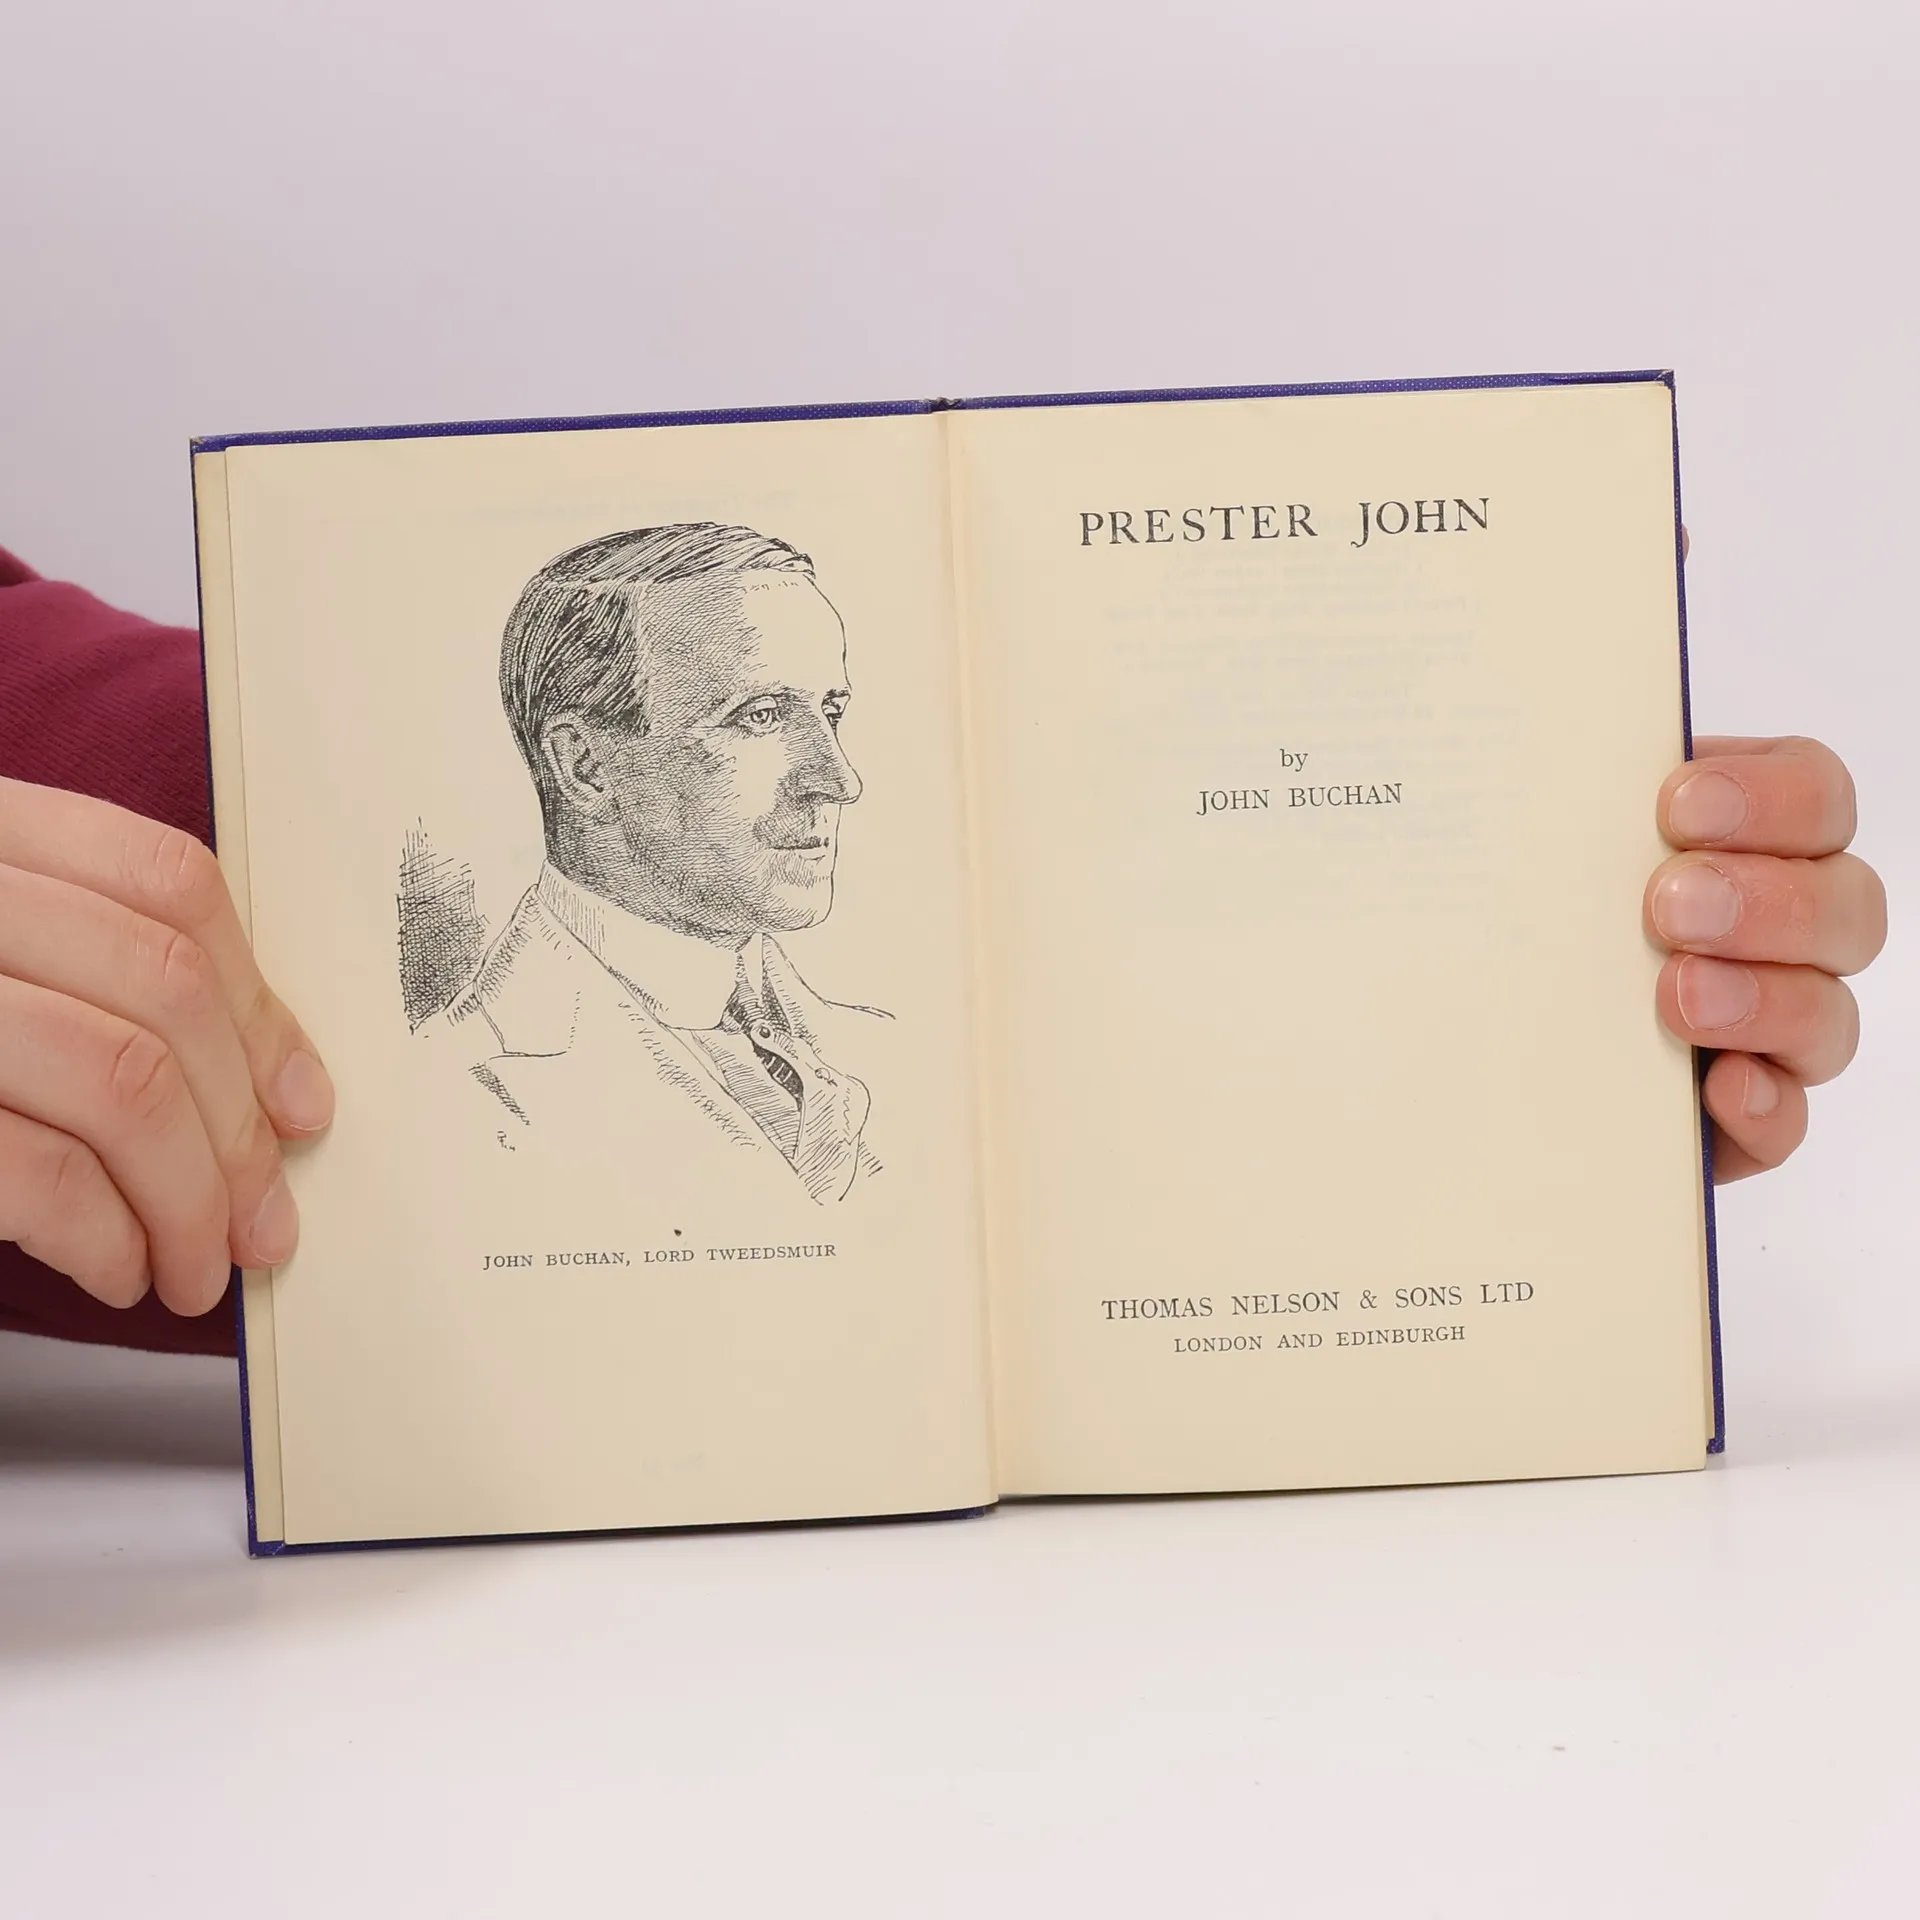 JOHN BUCHAN, LORD TWEEDSMUIR
PRESTER JOHN
by
JOHN BUCHAN
THOMAS NELSON & SONS LTD
LONDON AND EDINBURGH